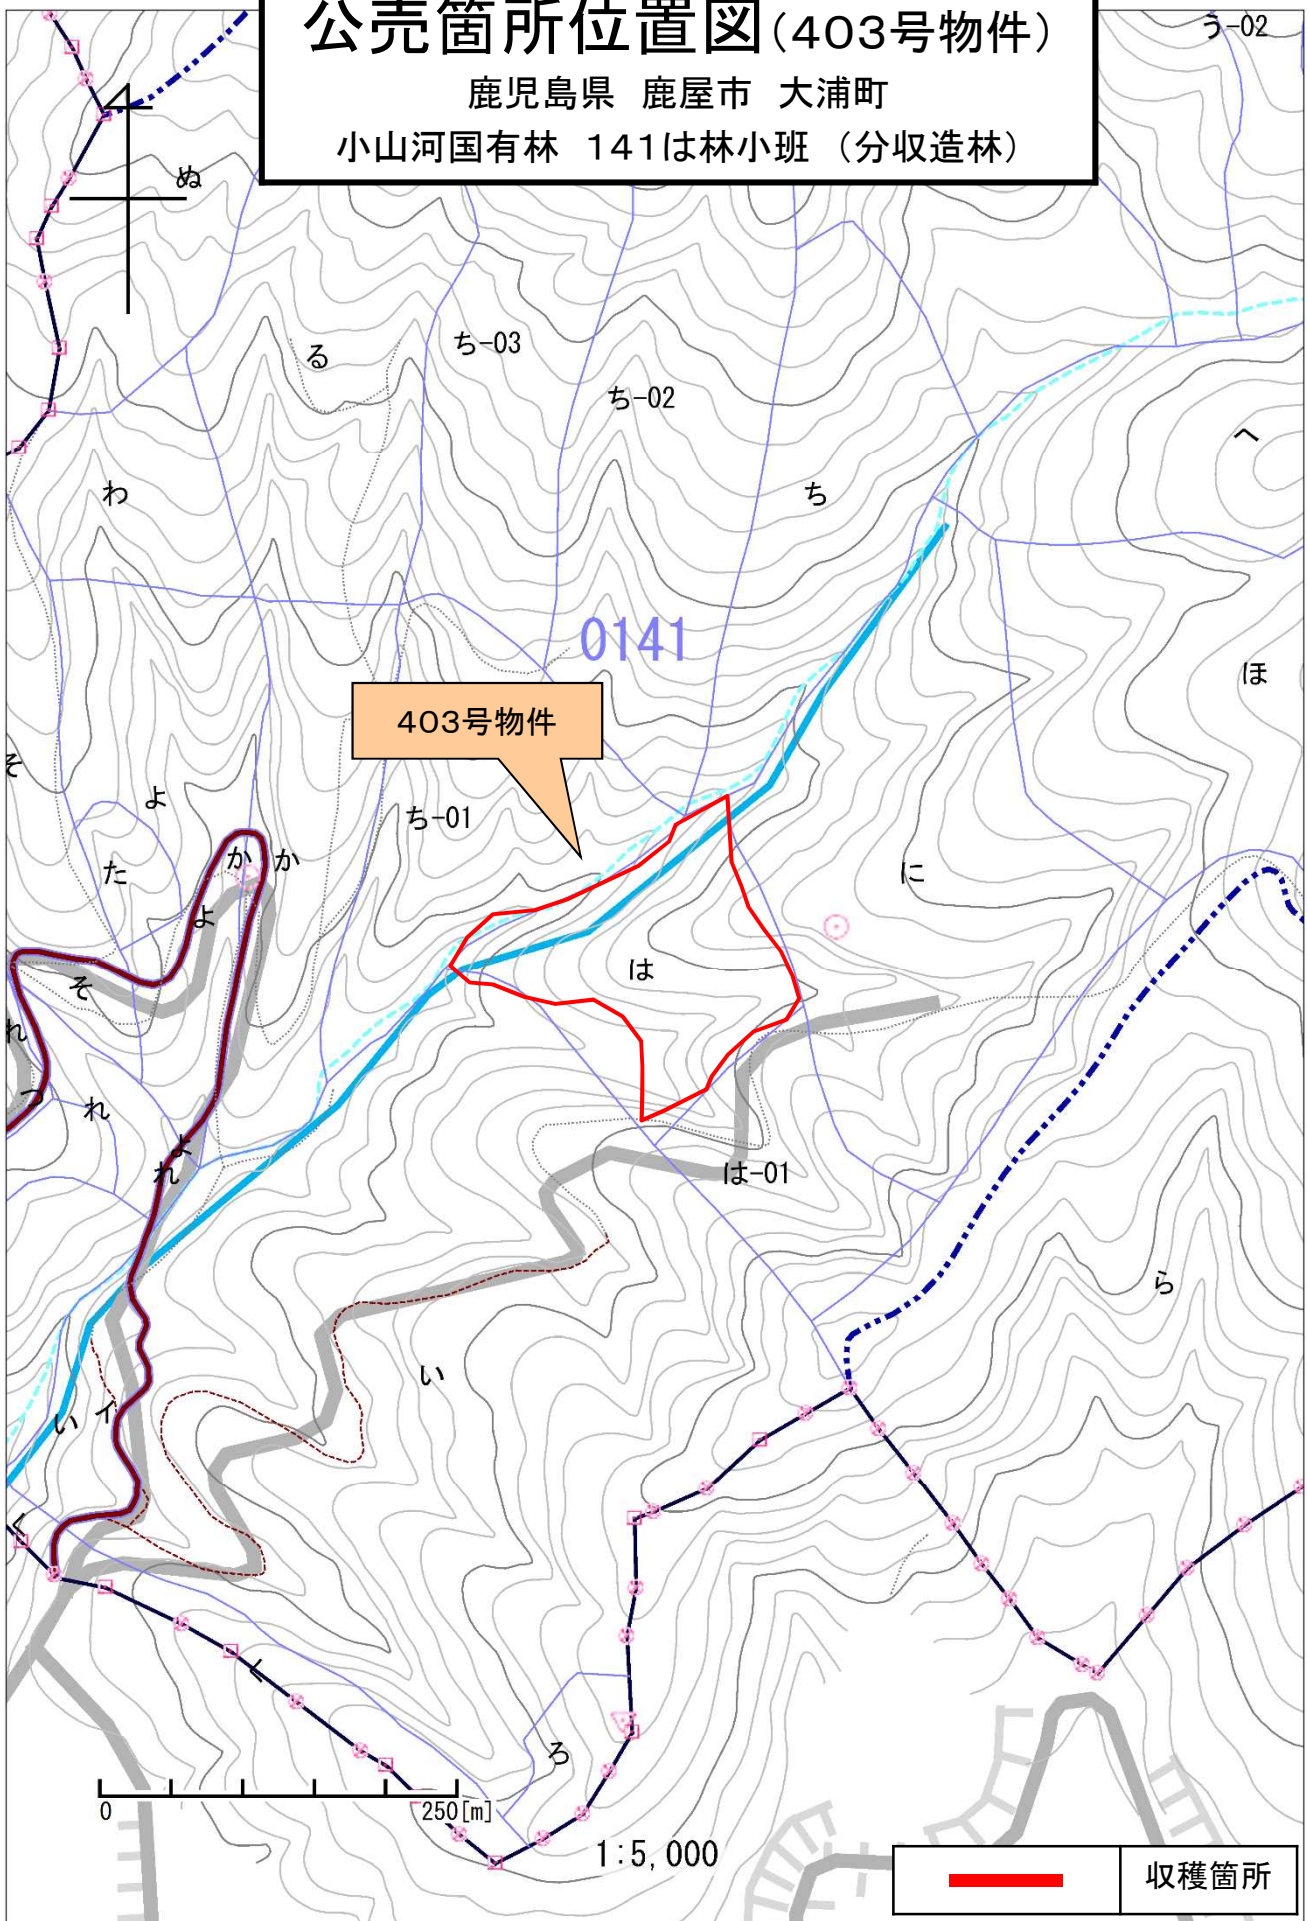 公売箇所位置図(403号物件)
鹿児島県 鹿屋市 大浦町
小山河国有林 141は林小班 (分収造林)
う-02
ぬ
る
ち-03
ち-02
へ
わ
ち
0141
ほ
403号物件
そ
よ
ち-01
か
か
た
に
よ
は
そ
れ
つ
れ
よ
れ
は-01
ら
い
い
イ
く
く
ろ
0
250[m]
1:5,000
収穫箇所